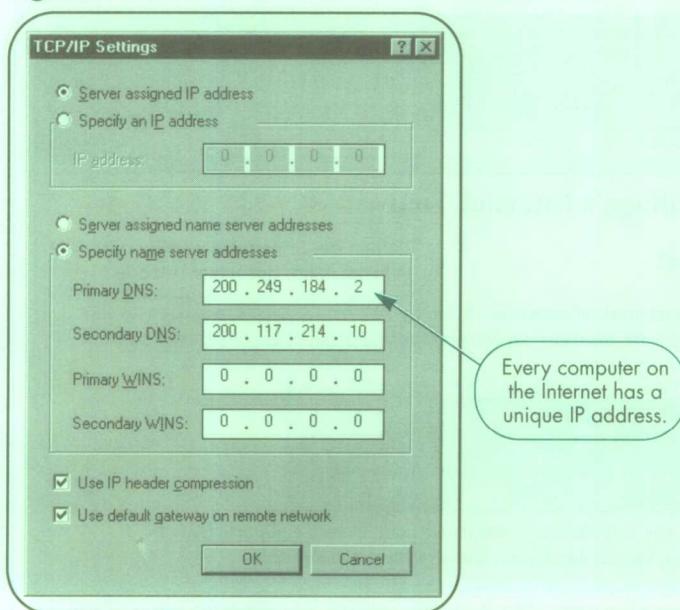 TCP/IP Settings
Server assigned IP address
Specify an IP address
IP address: 0 . 0 . 0 . 0
Server assigned name server addresses
Specify name server addresses
Primary DNS: 200 . 249 . 184 . 2
Secondary DNS: 200 . 117 . 214 . 10
Primary WINS: 0 . 0 . 0 . 0
Secondary WINS: 0 . 0 . 0 . 0
Use IP header compression
Use default gateway on remote network
OK Cancel
Every computer on
the Internet has a
unique IP address.